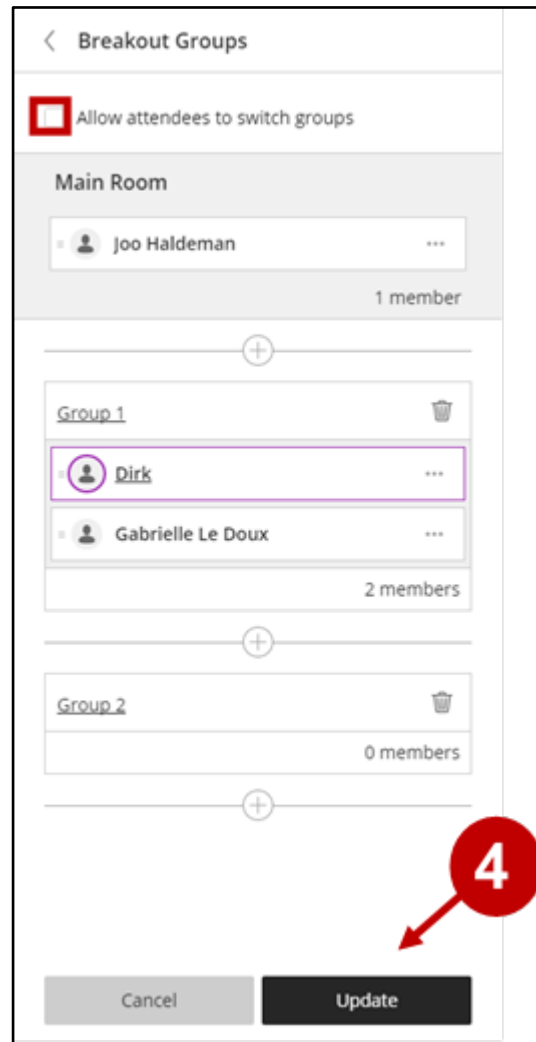 Breakout Groups
Allow attendees to switch groups
Main Room
Joo Haldeman
1 member
Group 1
Dirk
Gabrielle Le Doux
2 members
Group 2
0 members
4
Cancel Update